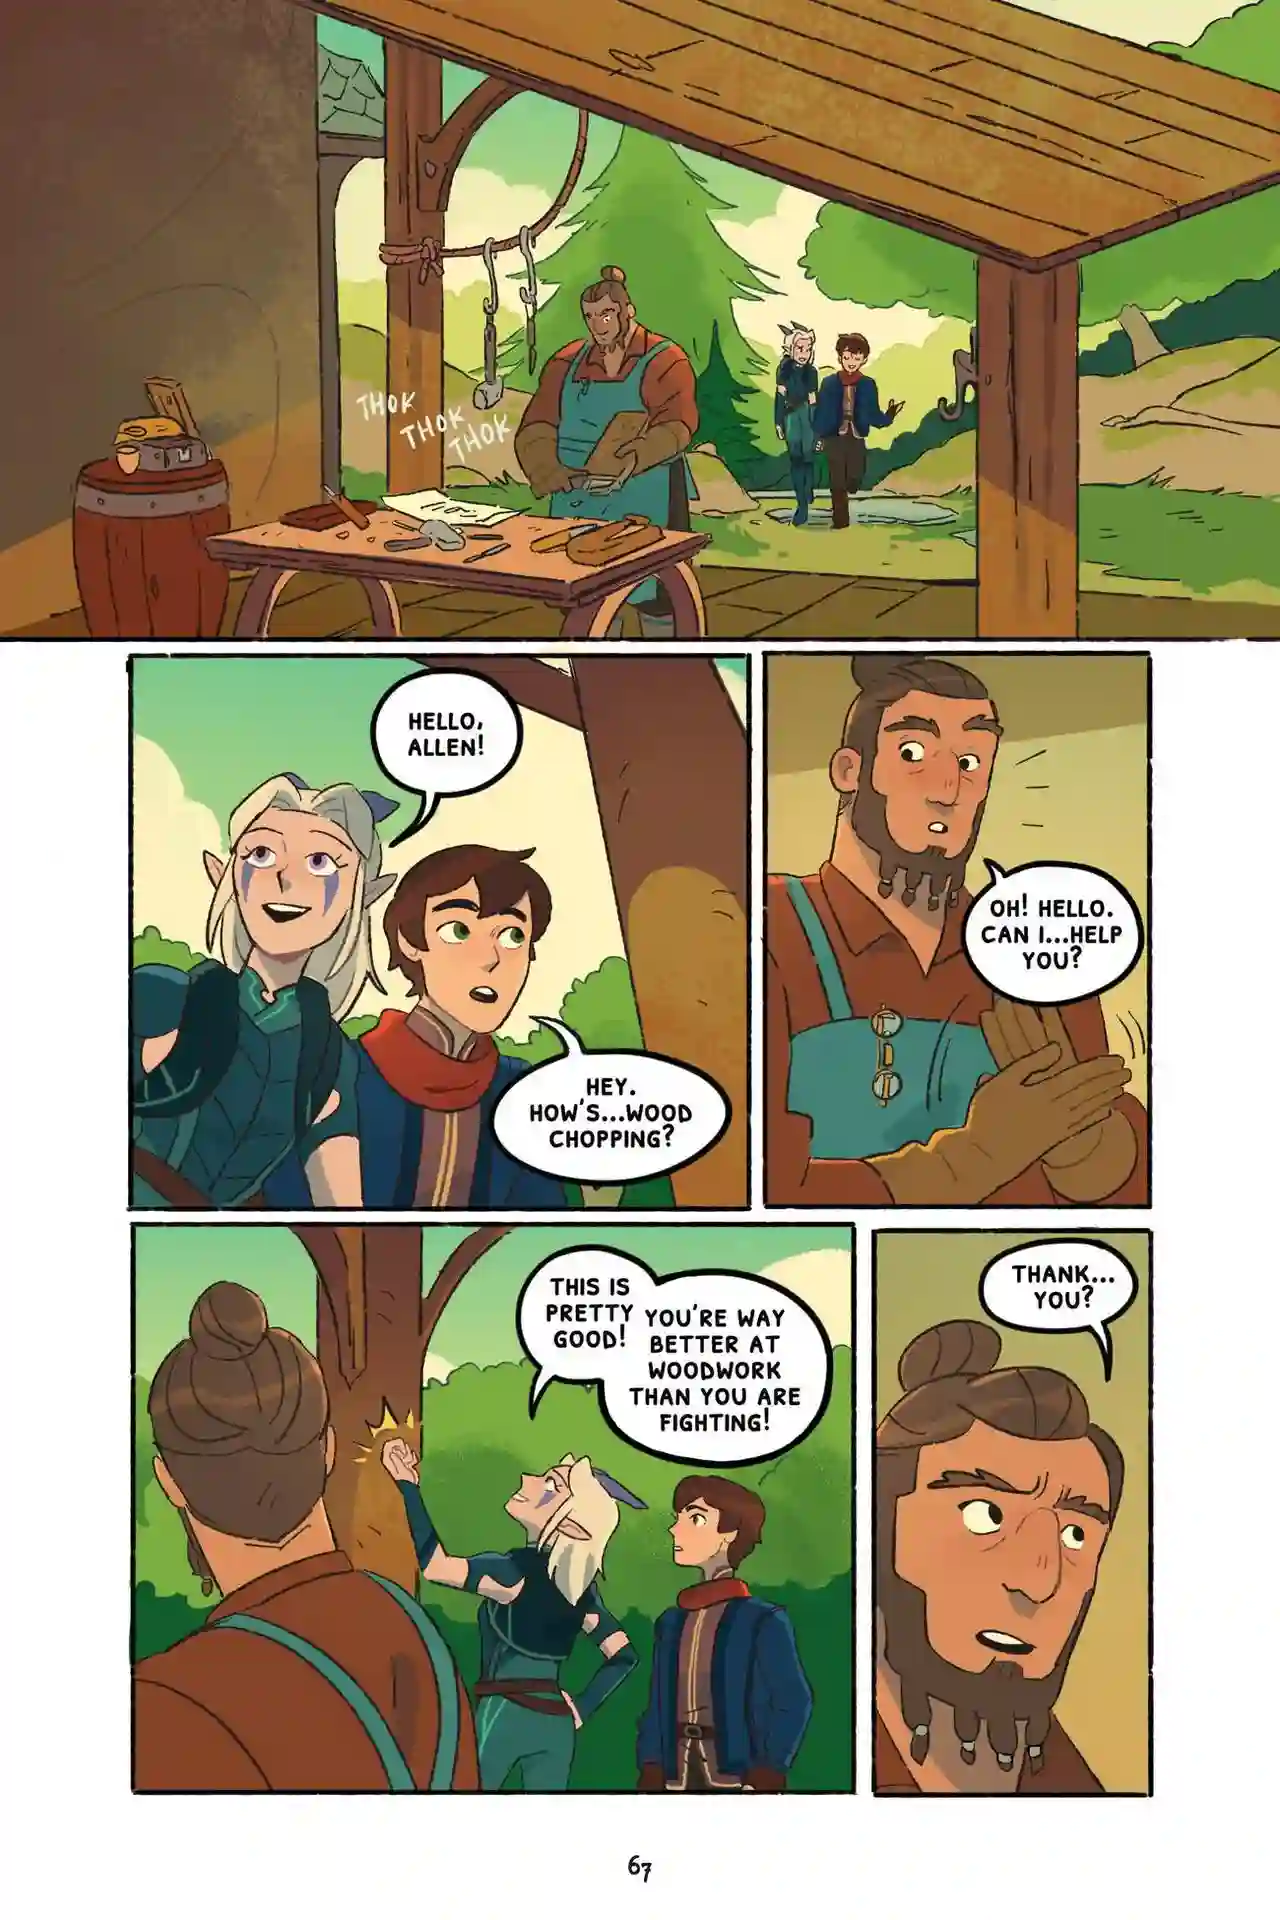 THOK
THOK
THOK
HELLO,
ALLEN!
HEY.
HOW'S...WOOD
CHOPPING?
OH! HELLO.
CAN I...HELP
YOU?
THIS IS
PRETTY
GOOD!
YOU'RE WAY
BETTER AT
WOODWORK
THAN YOU ARE
FIGHTING!
THANK...
YOU?
67